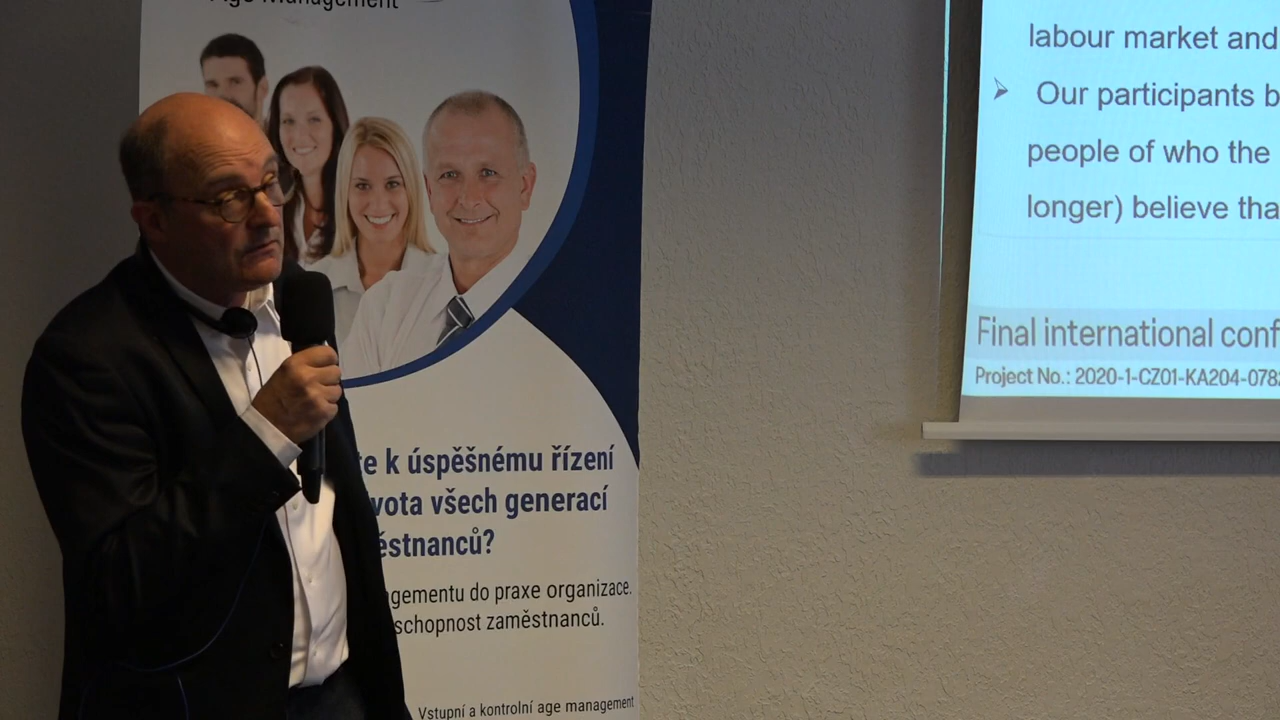 Age Management
te k úspěšnému řízení
vota všech generací
ěstnanců?
gementu do praxe organizace.
schopnost zaměstnanců.
Vstupní a kontrolní age management
labour market and
➤ Our participants b
people of who the
longer) believe tha
Final international conf
Project No.: 2020-1-CZ01-KA204-078